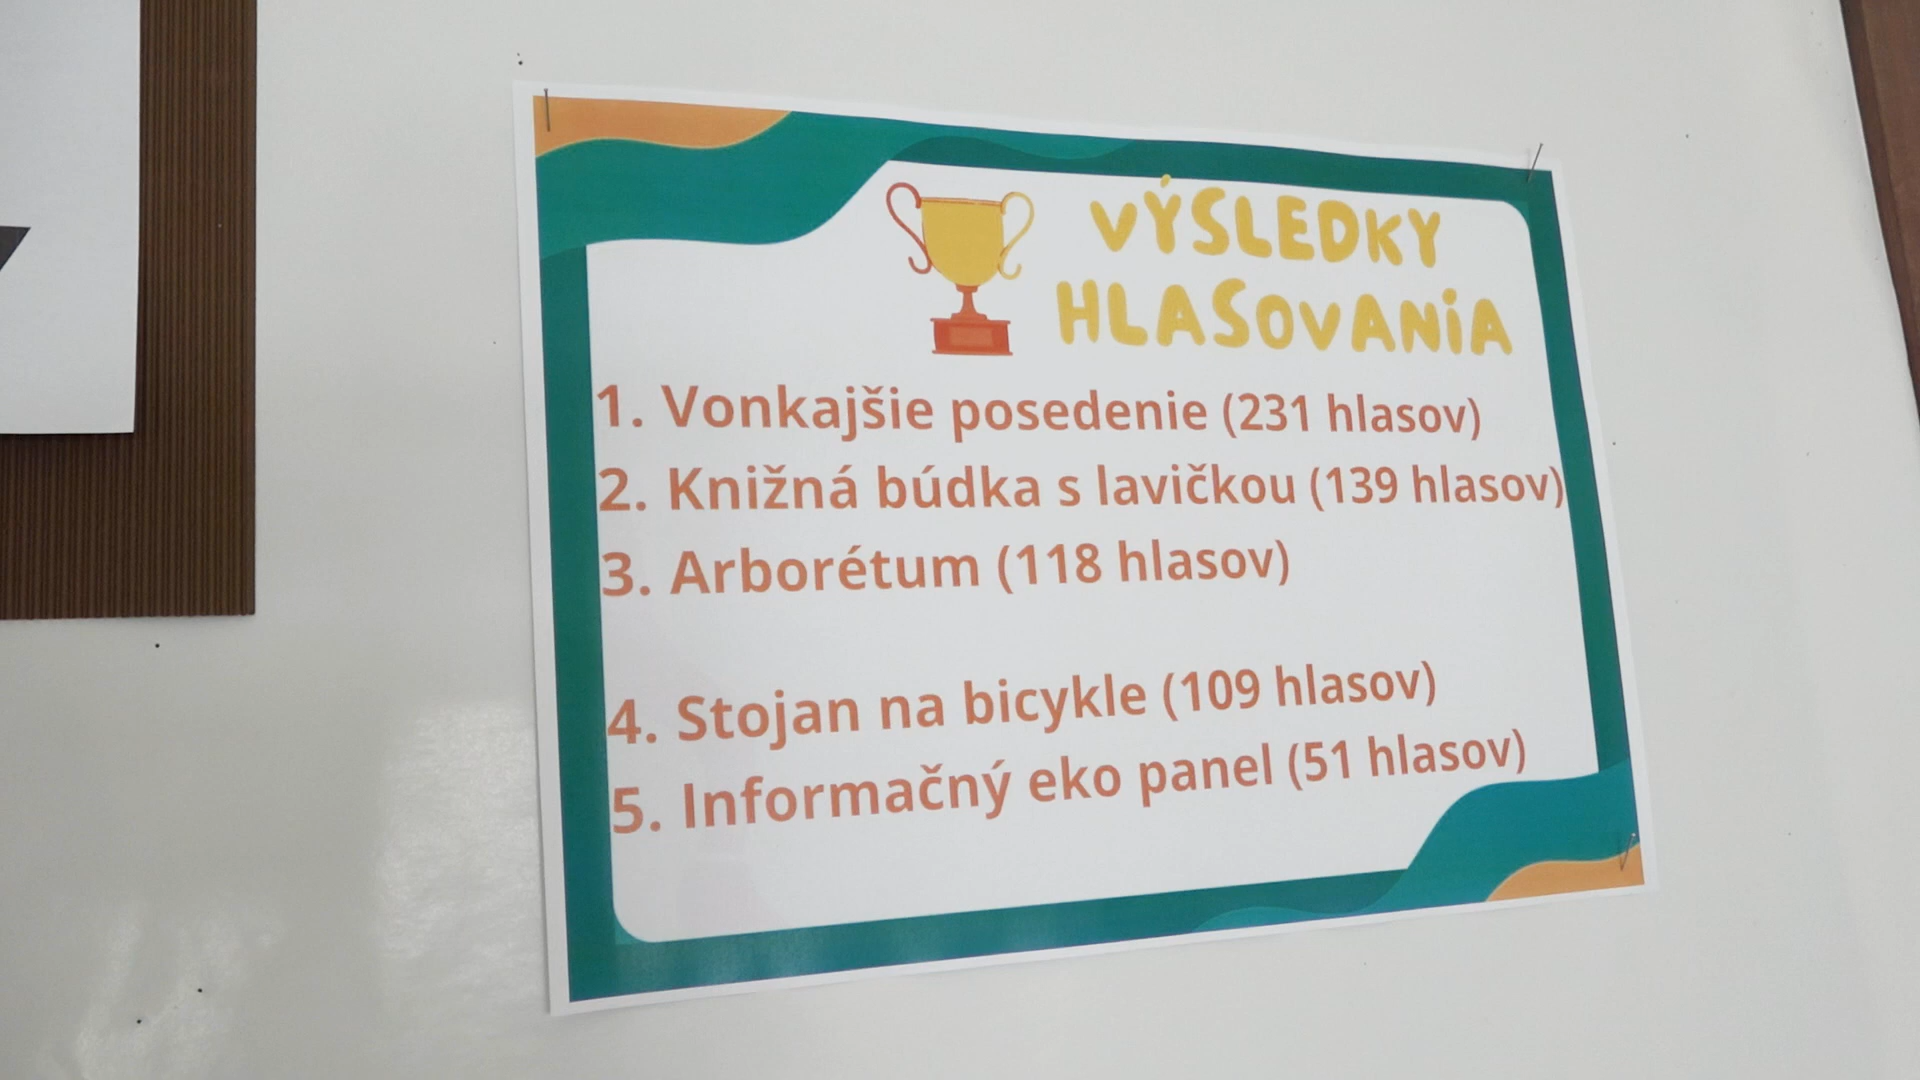 VÝSLEDKY
HLASOVANIA
1. Vonkajšie posedenie (231 hlasov)
2. Knižná búdka s lavičkou (139 hlasov)
3. Arborétum (118 hlasov)
4. Stojan na bicykle (109 hlasov)
5. Informačný eko panel (51 hlasov)